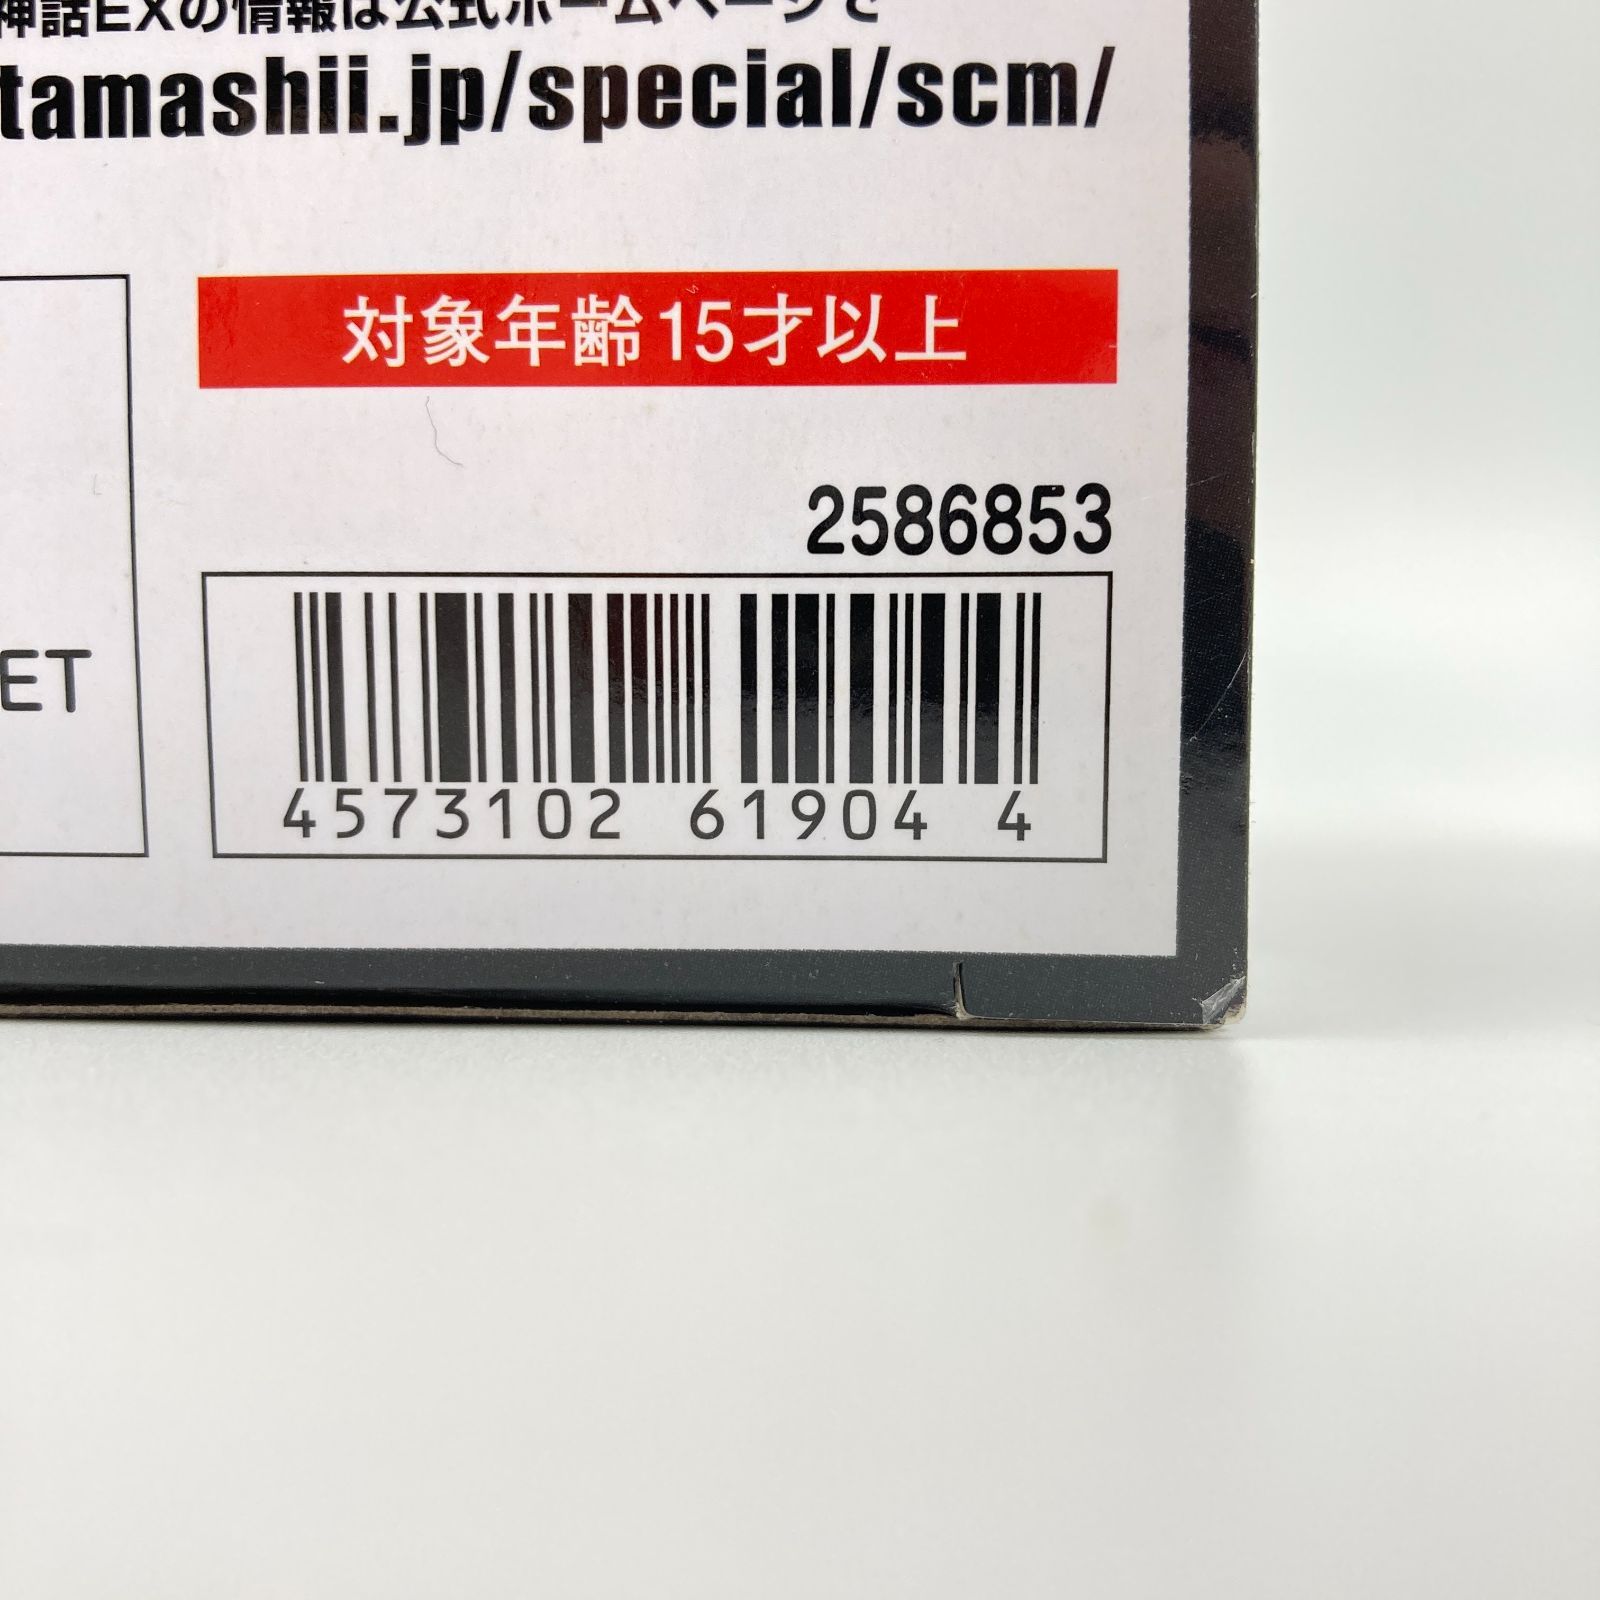 神話EXの情報は公式ホームページで
tamashii.jp/special/scm/
対象年齢15才以上
2586853
ET
4573102 61904 4